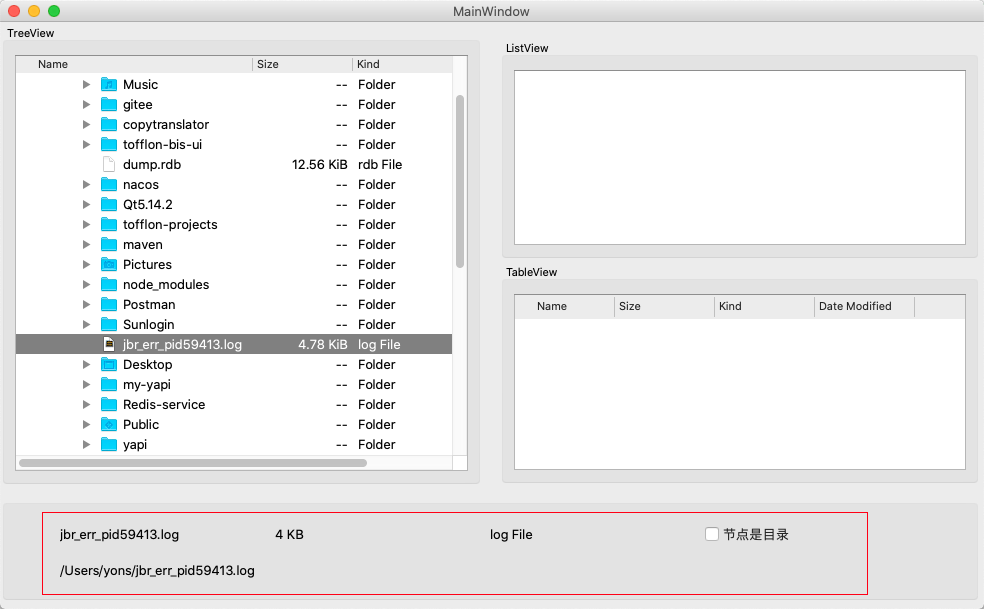 MainWindow
TreeView
Name Size Kind
Music -- Folder
gitee -- Folder
copytranslator -- Folder
tofflon-bis-ui -- Folder
dump.rdb 12.56 KiB rdb File
nacos -- Folder
Qt5.14.2 -- Folder
tofflon-projects -- Folder
maven -- Folder
Pictures -- Folder
node_modules -- Folder
Postman -- Folder
Sunlogin -- Folder
jbr_err_pid59413.log 4.78 KiB log File
Desktop -- Folder
my-yapi -- Folder
Redis-service -- Folder
Public -- Folder
yapi -- Folder
ListView
TableView
Name Size Kind Date Modified
jbr_err_pid59413.log 4 KB log File 节点是目录
/Users/yons/jbr_err_pid59413.log